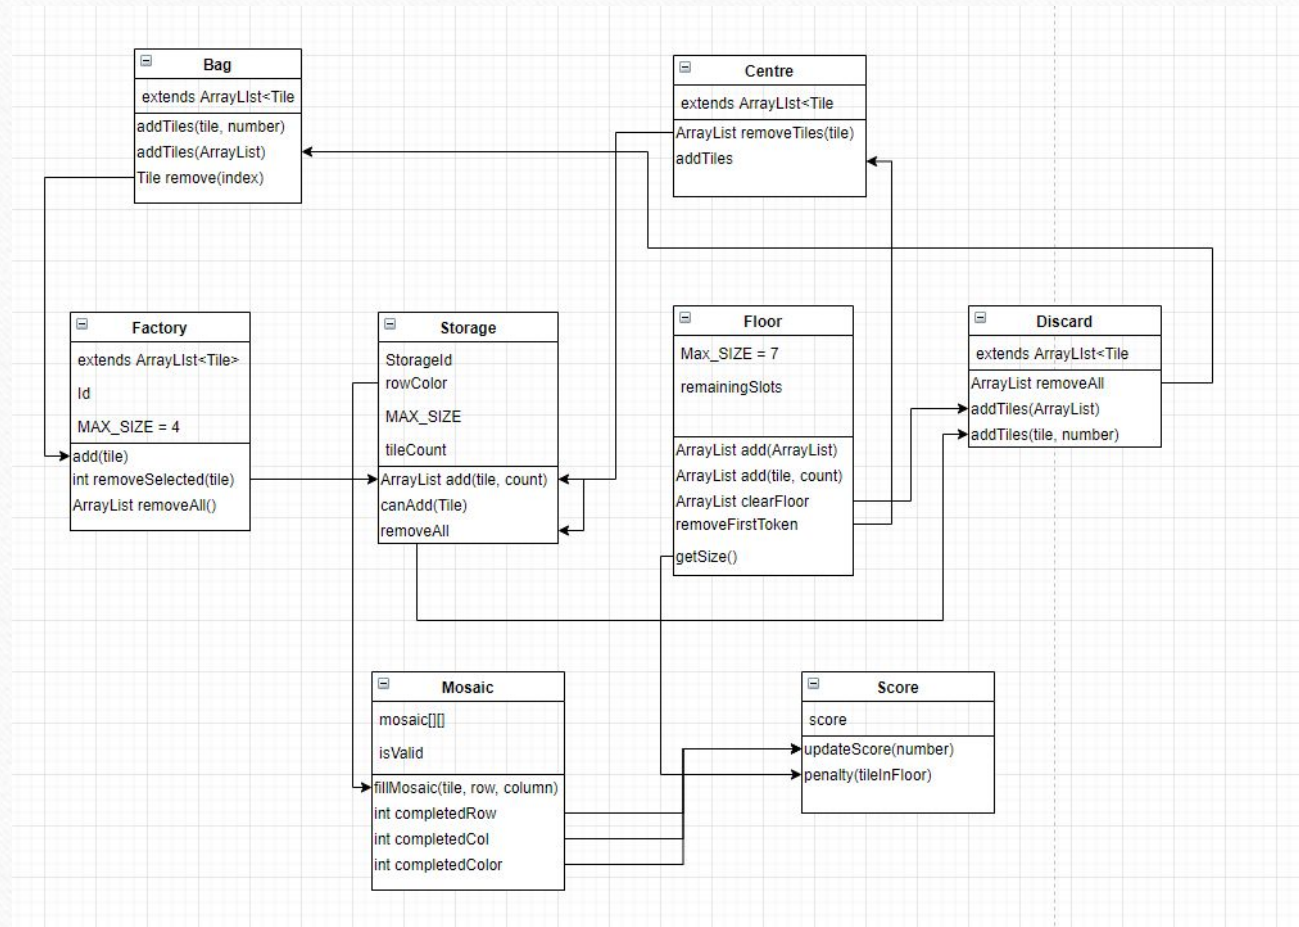 Bag
extends ArrayLIst<Tile
addTiles(tile, number)
addTiles(ArrayList)
Tile remove(index)
Centre
extends ArrayLIst<Tile
ArrayList removeTiles(tile)
addTiles
Factory
extends ArrayLIst<Tile>
Id
MAX_SIZE = 4
add(tile)
int removeSelected(tile)
ArrayList removeAll()
Storage
StorageId
rowColor
MAX_SIZE
tileCount
ArrayList add(tile, count)
canAdd(Tile)
removeAll
Floor
Max_SIZE = 7
remainingSlots
ArrayList add(ArrayList)
ArrayList add(tile, count)
ArrayList clearFloor
removeFirstToken
getSize()
Discard
extends ArrayLIst<Tile
ArrayList removeAll
addTiles(ArrayList)
addTiles(tile, number)
Mosaic
mosaic[][]
isValid
fillMosaic(tile, row, column)
int completedRow
int completedCol
int completedColor
Score
score
updateScore(number)
penalty(tileInFloor)